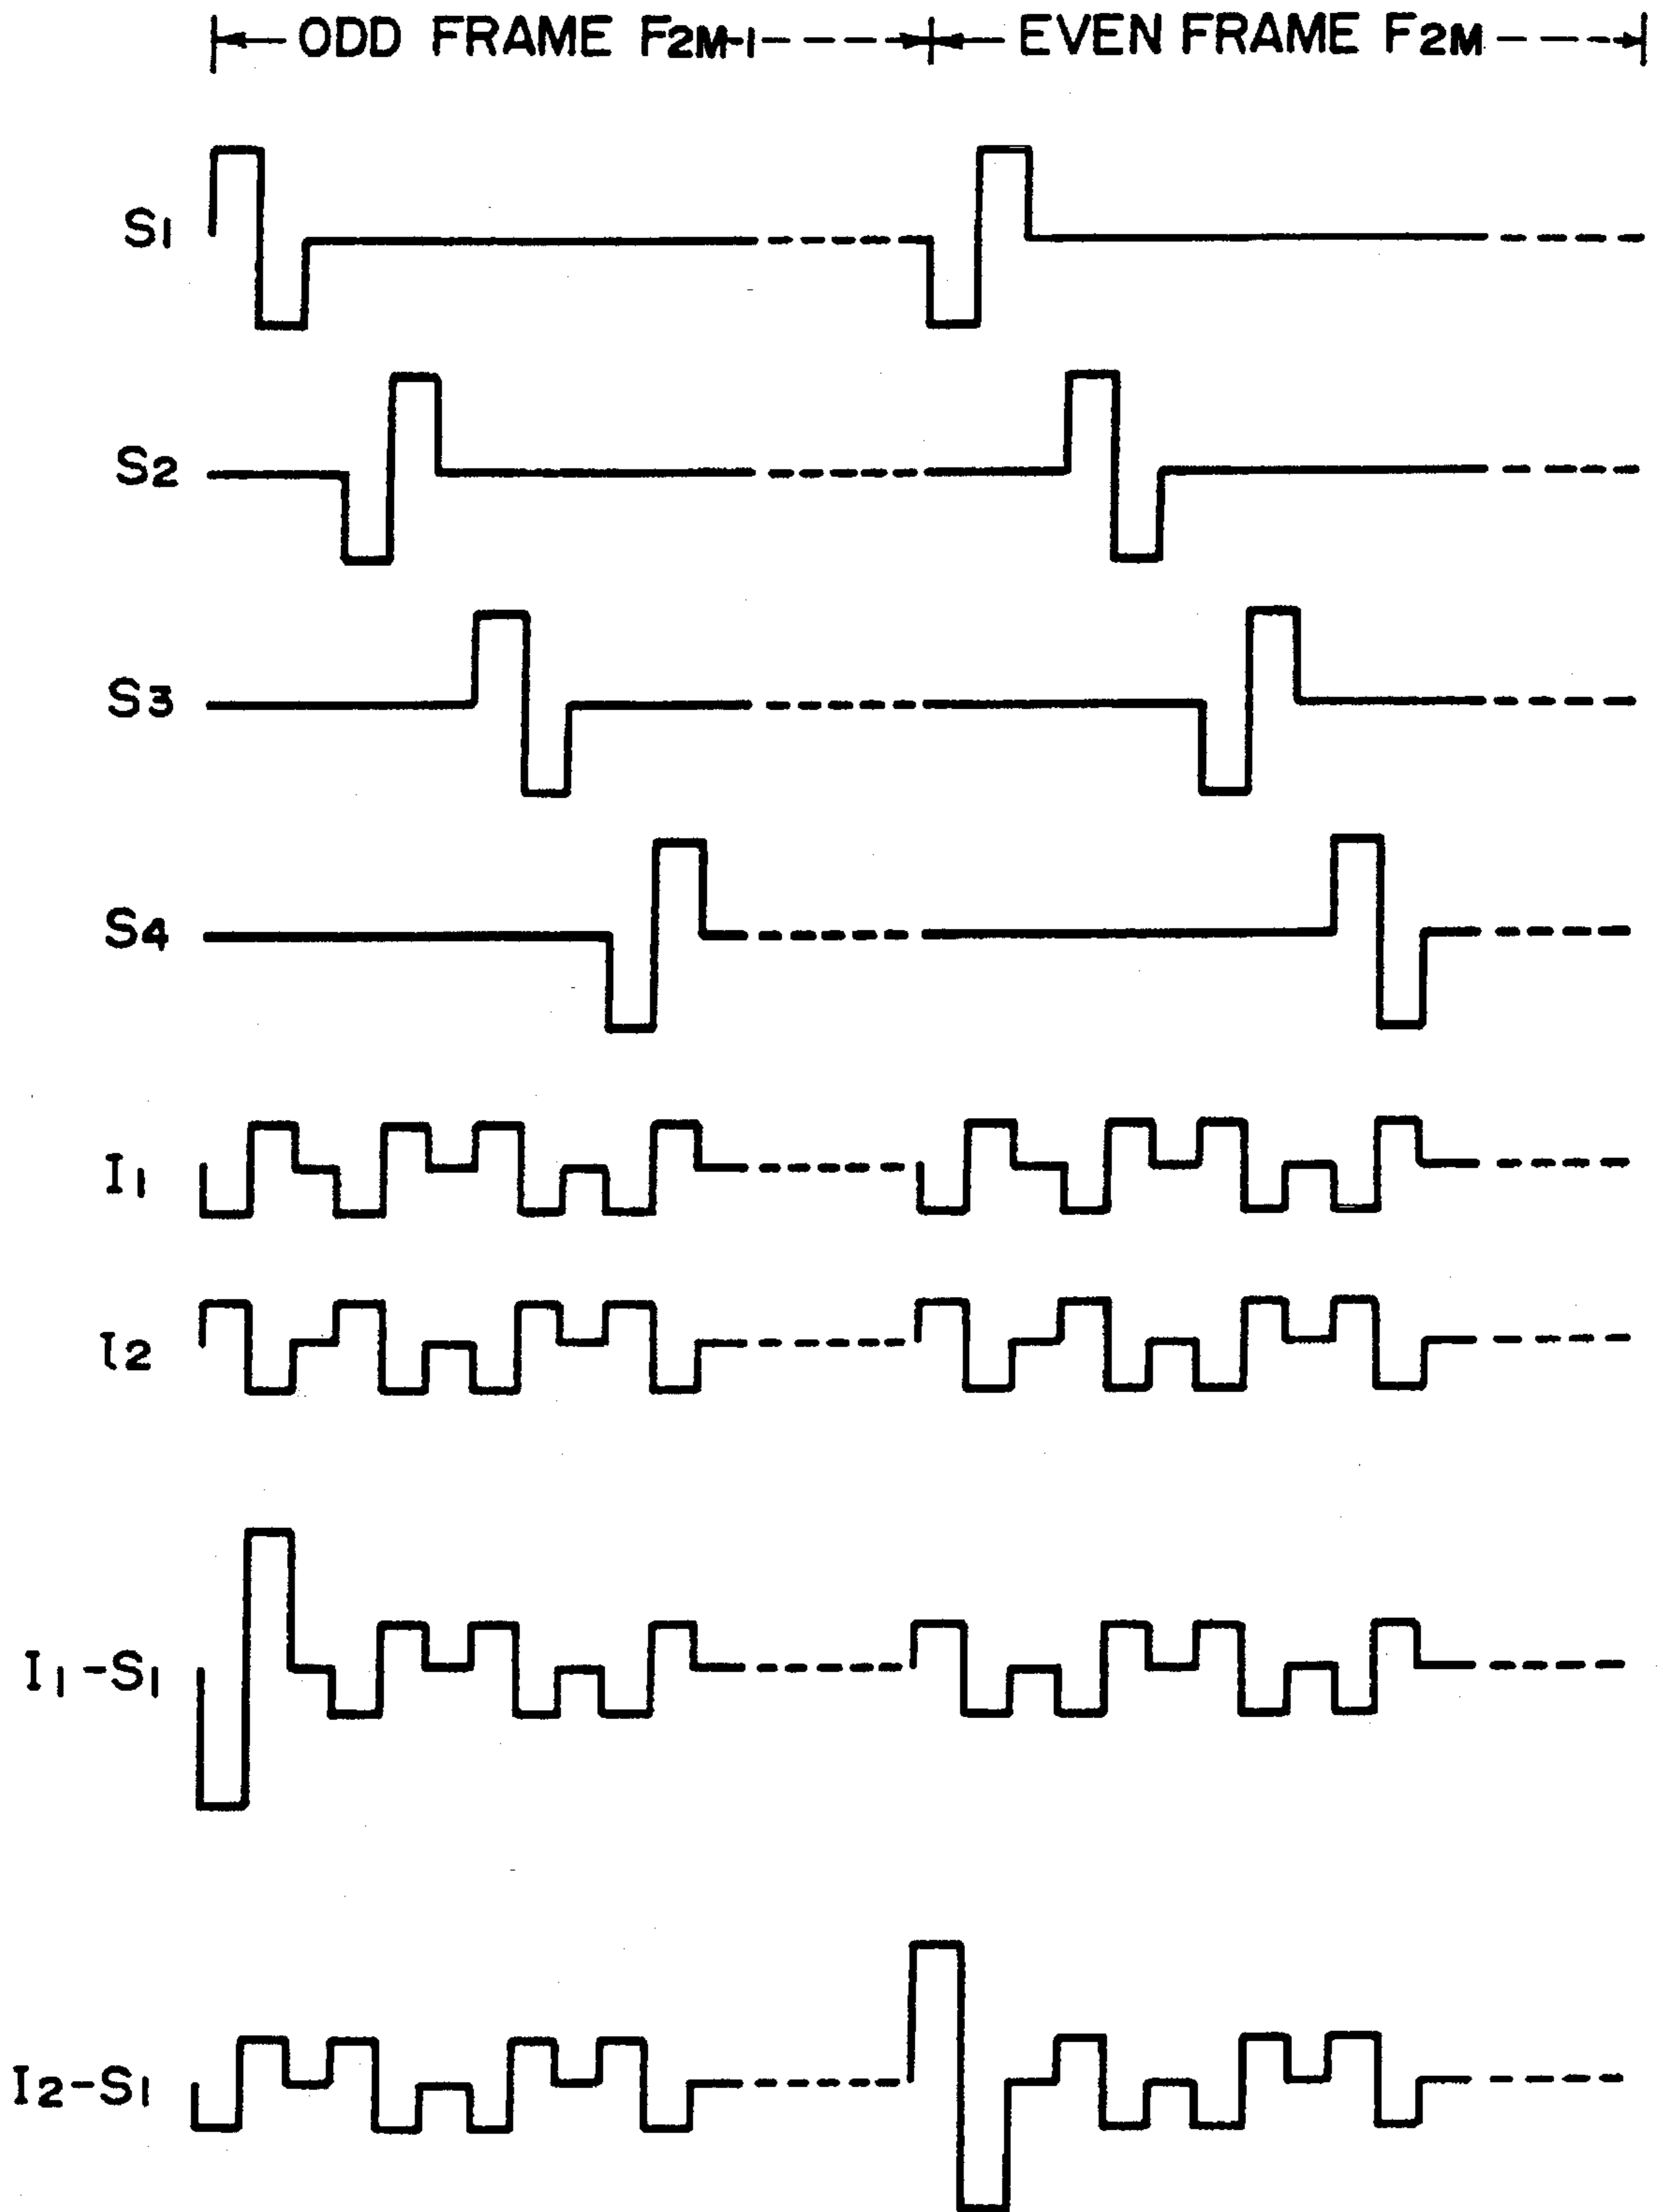 ODD FRAME F2M-1
EVEN FRAME F2M
S1
S2
S3
S4
I1
I2
I1-S1
I2-S1